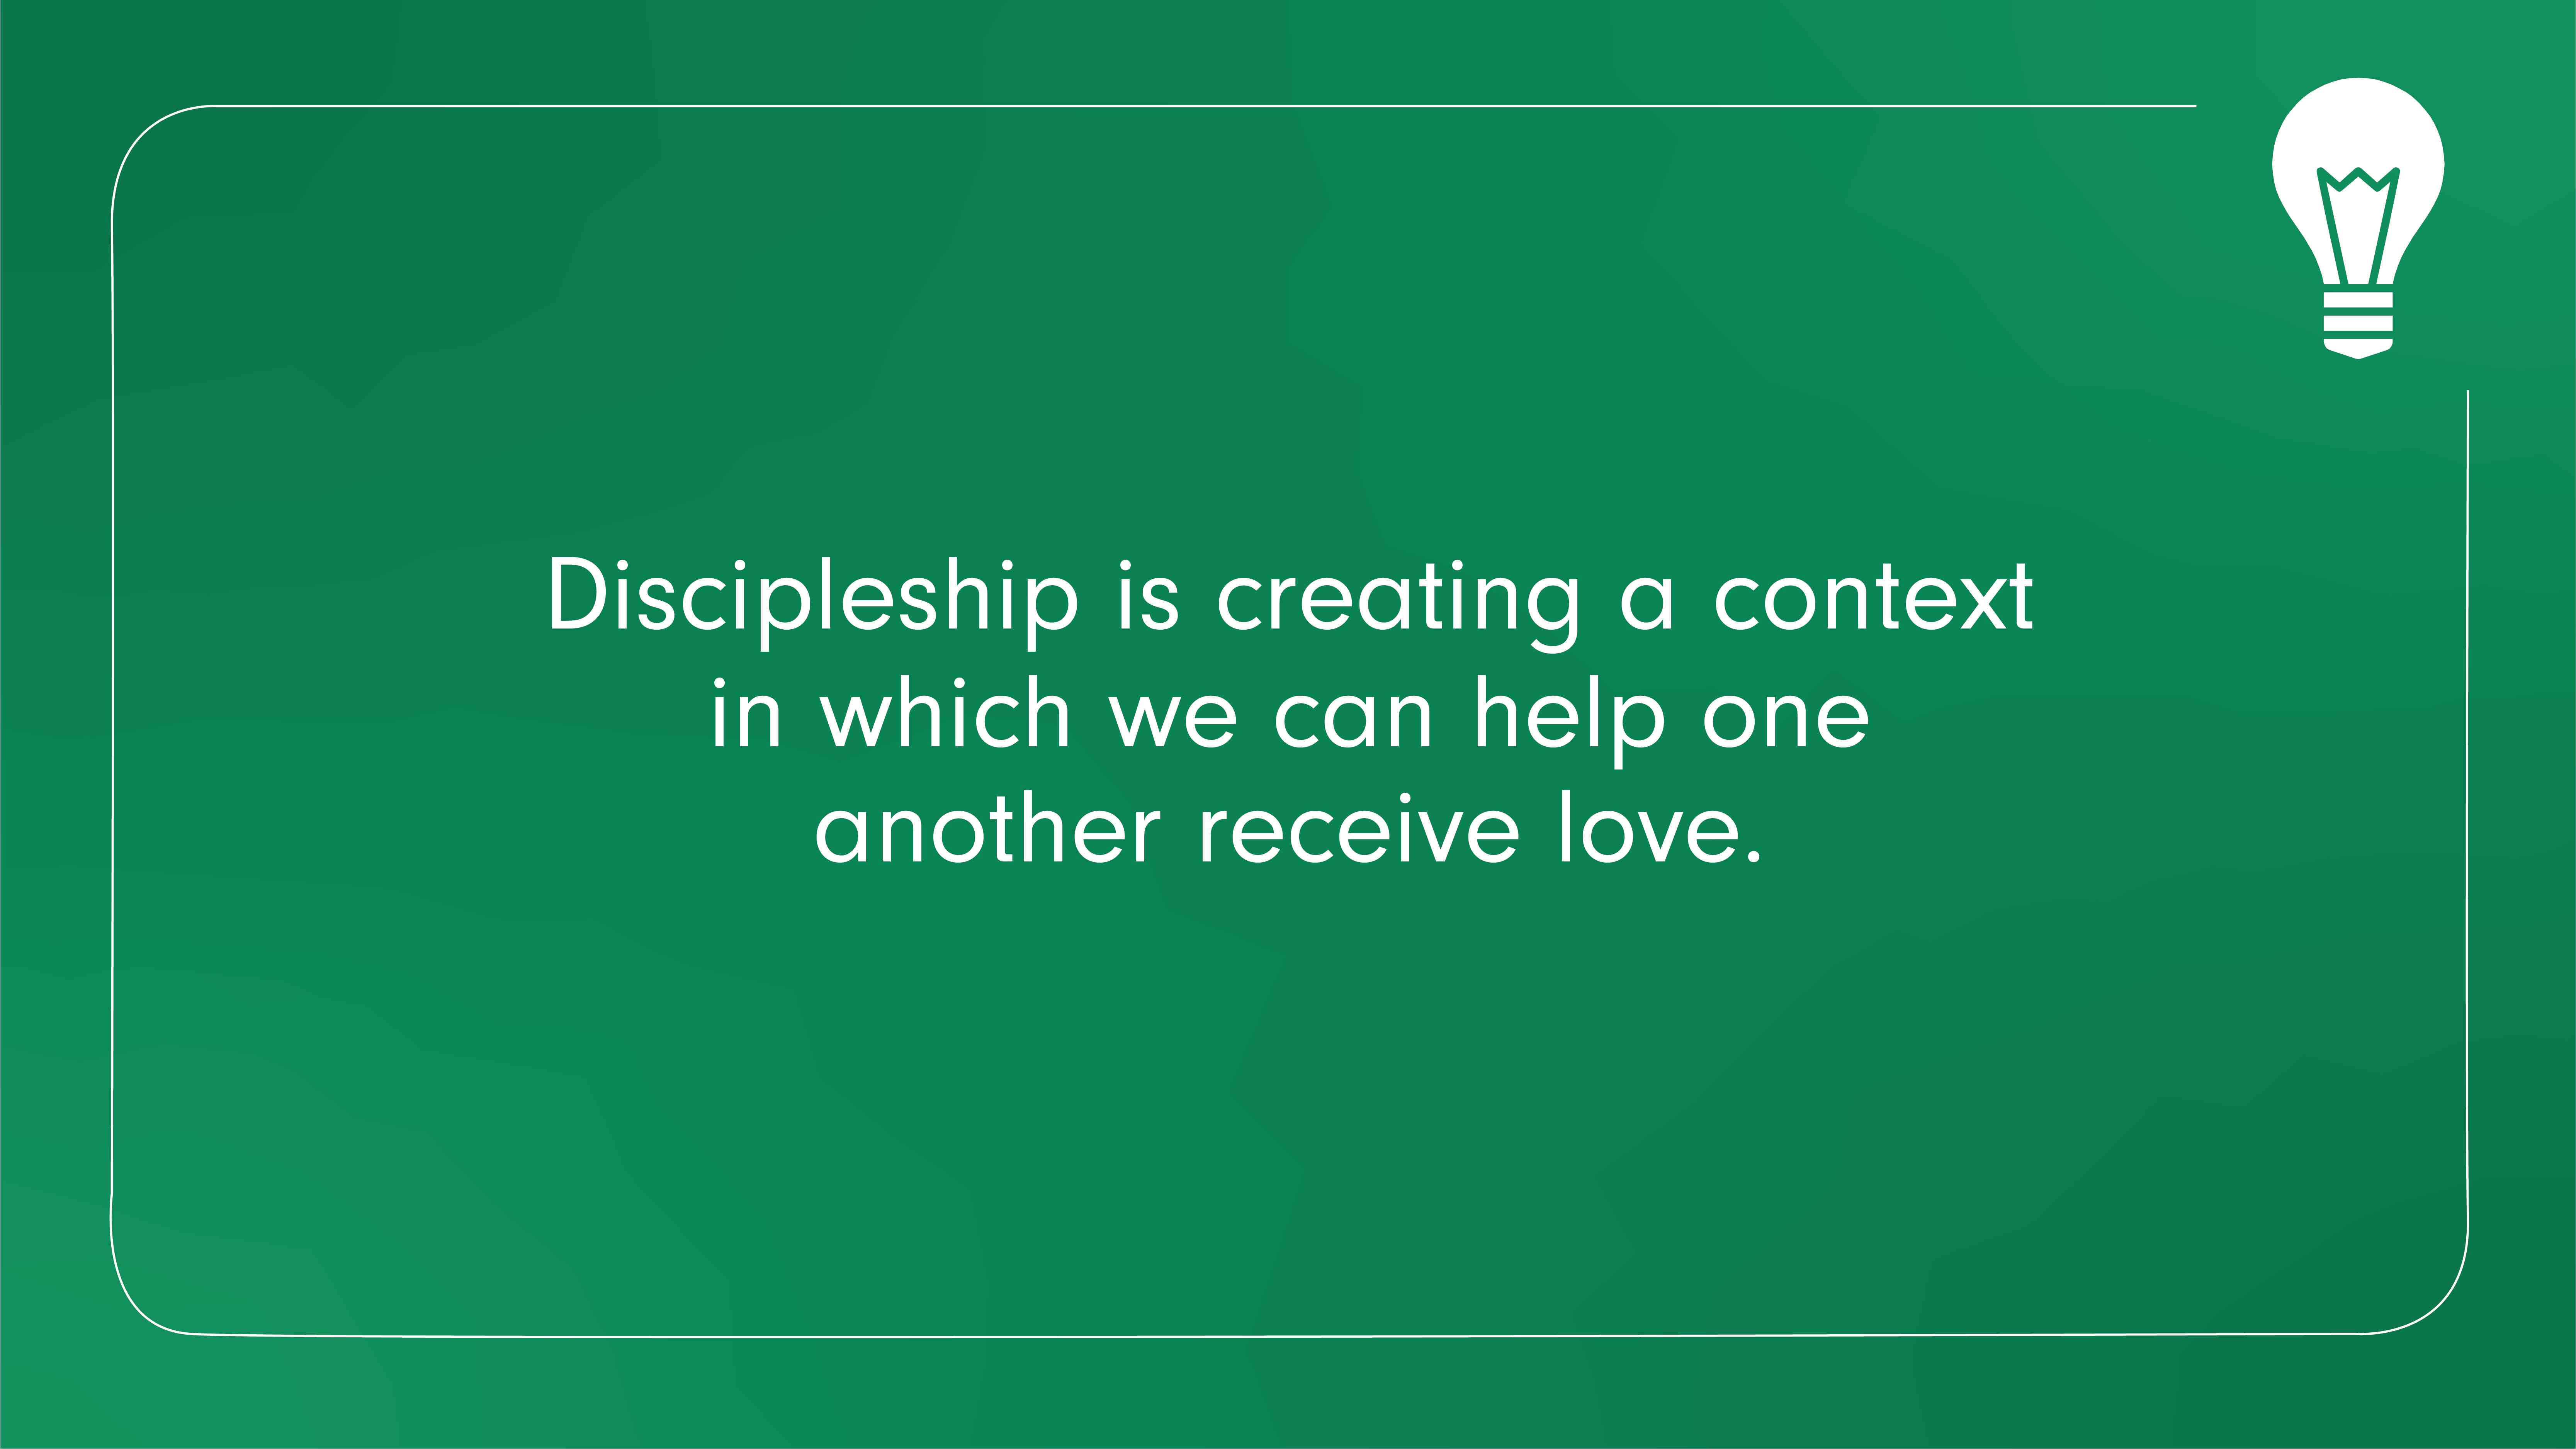 Discipleship is creating a context
in which we can help one
another receive love.